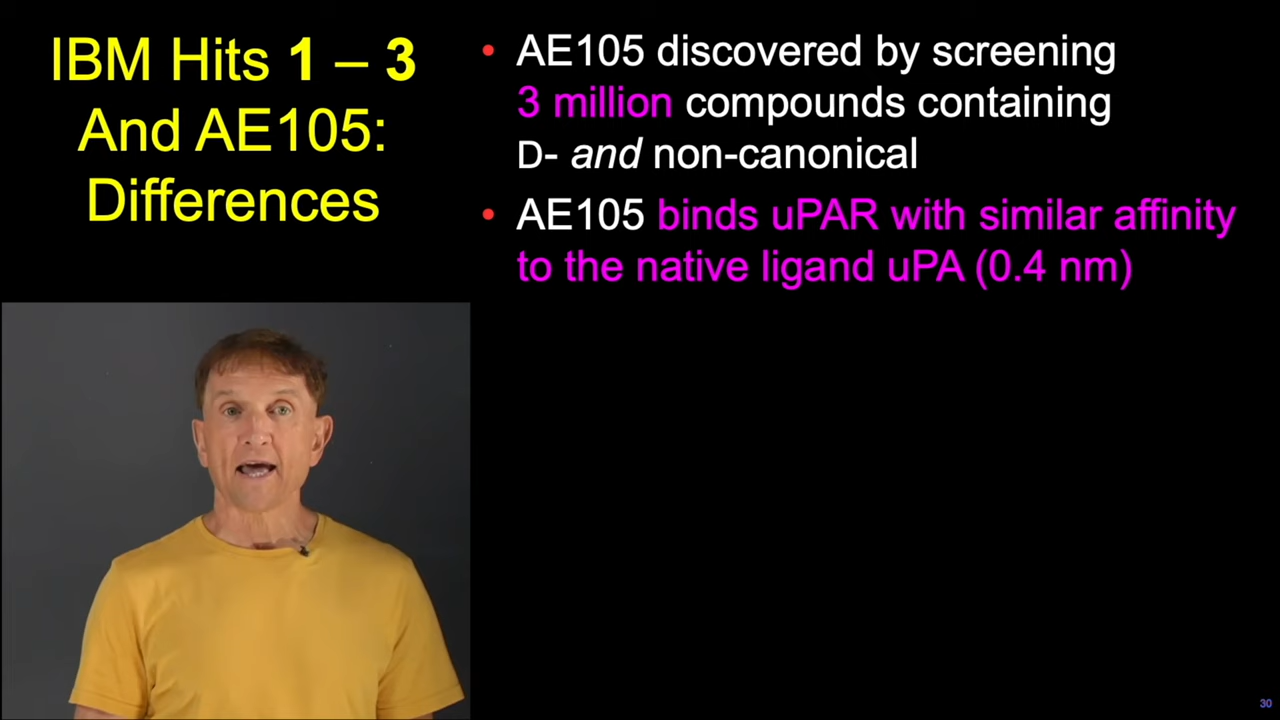 IBM Hits 1 – 3
And AE105:
Differences
• AE105 discovered by screening
3 million compounds containing
D- and non-canonical
• AE105 binds uPAR with similar affinity
to the native ligand uPA (0.4 nm)
30